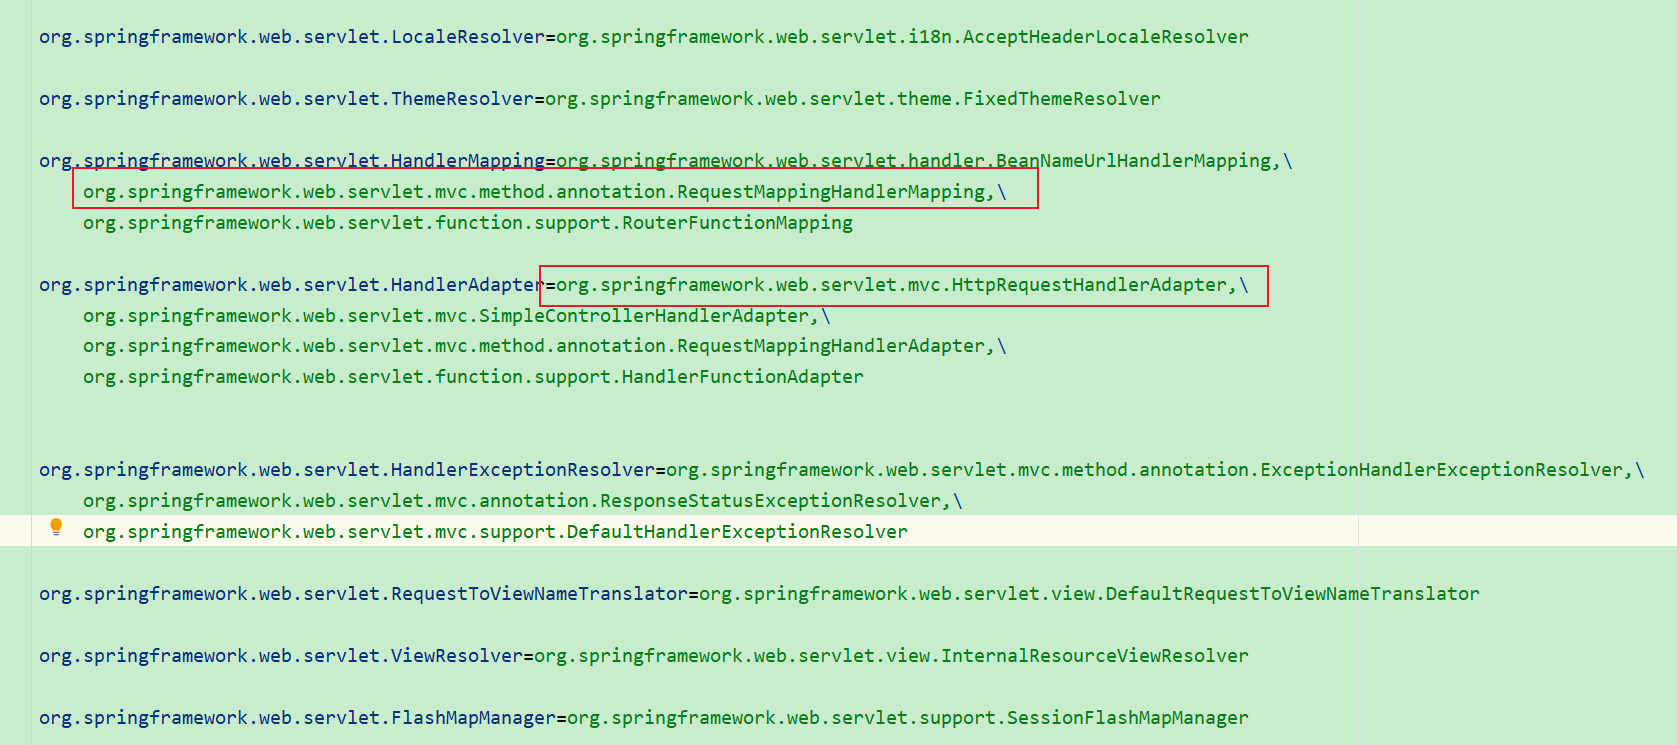 org.springframework.web.servlet.LocaleResolver=org.springframework.web.servlet.i18n.AcceptHeaderLocaleResolver
org.springframework.web.servlet.ThemeResolver=org.springframework.web.servlet.theme.FixedThemeResolver
org.springframework.web.servlet.HandlerMapping=org.springframework.web.servlet.handler.BeanNameUrlHandlerMapping,\
org.springframework.web.servlet.mvc.method.annotation.RequestMappingHandlerMapping,\
org.springframework.web.servlet.function.support.RouterFunctionMapping
org.springframework.web.servlet.HandlerAdapter=org.springframework.web.servlet.mvc.HttpRequestHandlerAdapter,\
org.springframework.web.servlet.mvc.SimpleControllerHandlerAdapter,\
org.springframework.web.servlet.mvc.method.annotation.RequestMappingHandlerAdapter,\
org.springframework.web.servlet.function.support.HandlerFunctionAdapter
org.springframework.web.servlet.HandlerExceptionResolver=org.springframework.web.servlet.mvc.method.annotation.ExceptionHandlerExceptionResolver,\
org.springframework.web.servlet.mvc.annotation.ResponseStatusExceptionResolver,\
org.springframework.web.servlet.mvc.support.DefaultHandlerExceptionResolver
org.springframework.web.servlet.RequestToViewNameTranslator=org.springframework.web.servlet.view.DefaultRequestToViewNameTranslator
org.springframework.web.servlet.ViewResolver=org.springframework.web.servlet.view.InternalResourceViewResolver
org.springframework.web.servlet.FlashMapManager=org.springframework.web.servlet.support.SessionFlashMapManager